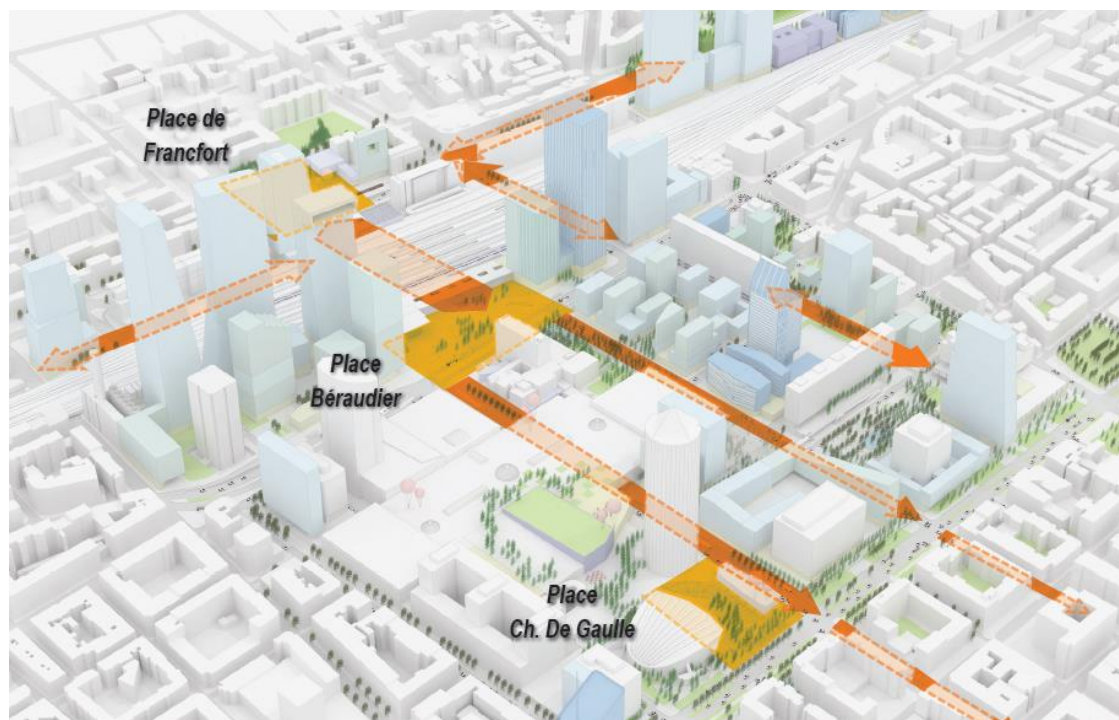 Place de
Francfort
Place
Béraudier
Place
Ch. De Gaulle